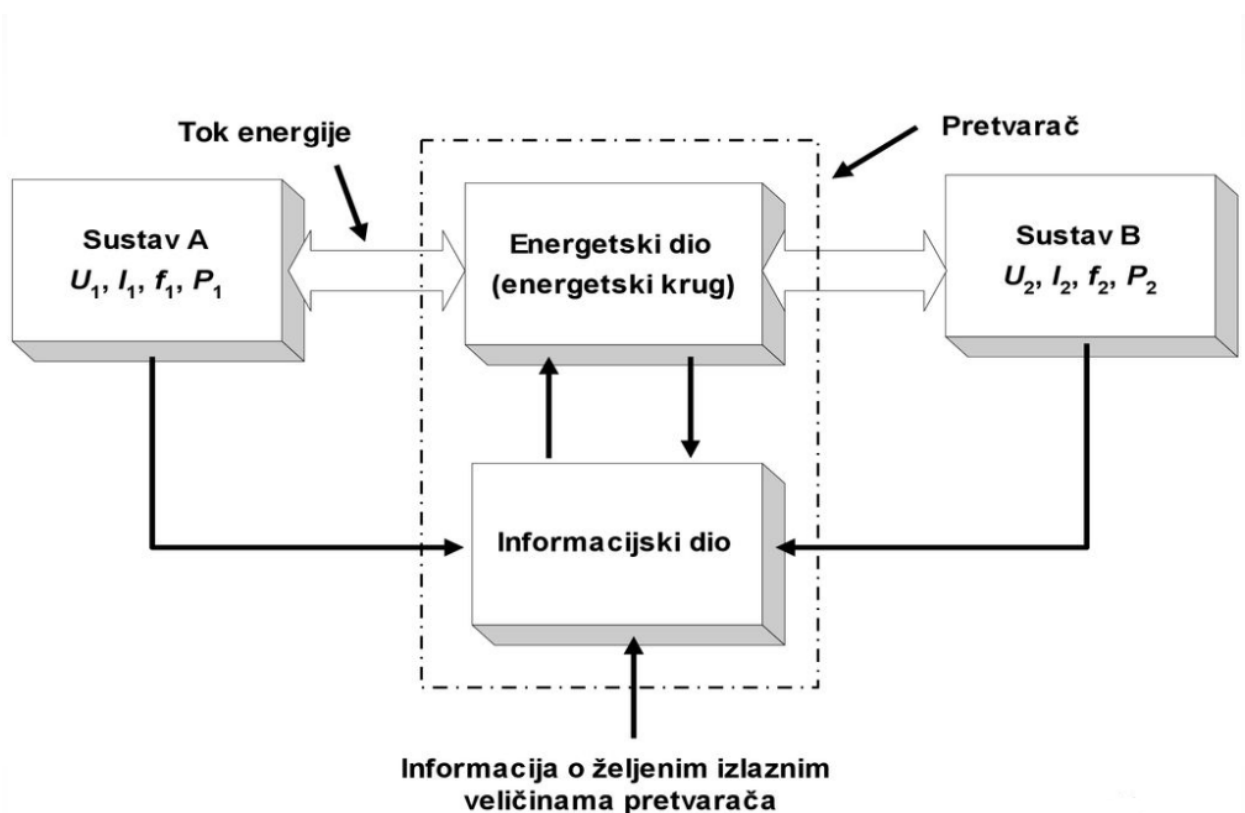 Tok energije
Pretvarač
Sustav A
U₁, I₁, f₁, P₁
Energetski dio
(energetski krug)
Sustav B
U₂, I₂, f₂, P₂
Informacijski dio
Informacija o željenim izlaznim
veličinama pretvarača